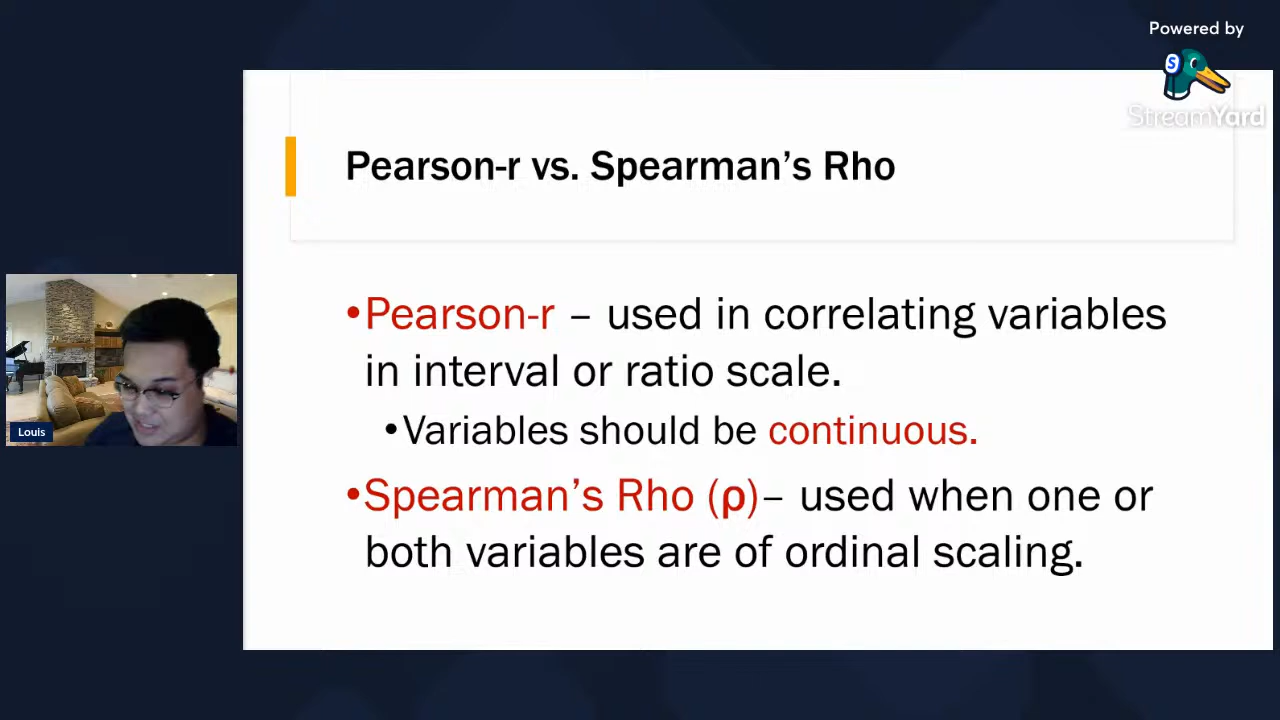 Powered by
S
StreamYard
Pearson-r vs. Spearman’s Rho
•Pearson-r – used in correlating variables
in interval or ratio scale.
•Variables should be continuous.
•Spearman’s Rho (ρ)– used when one or
both variables are of ordinal scaling.
Louis